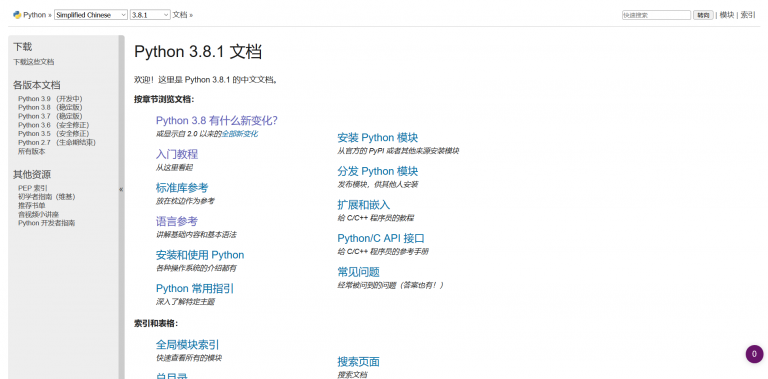 Python » Simplified Chinese 3.8.1 文档 » 快速搜索 转向 | 模块 | 索引
下载
下载这些文档
各版本文档
Python 3.9 （开发中）
Python 3.8 （稳定版）
Python 3.7 （稳定版）
Python 3.6 （安全修正）
Python 3.5 （安全修正）
Python 2.7 （生命期结束）
所有版本
其他资源
PEP 索引
初学者指南（维基）
推荐书单
音视频小讲座
Python 开发者指南
«
Python 3.8.1 文档
欢迎！这里是 Python 3.8.1 的中文文档。
按章节浏览文档：
Python 3.8 有什么新变化？
或显示自 2.0 以来的全部新变化
入门教程
从这里看起
标准库参考
放在枕边作为参考
语言参考
讲解基础内容和基本语法
安装和使用 Python
各种操作系统的介绍都有
Python 常用指引
深入了解特定主题
安装 Python 模块
从官方的 PyPI 或者其他来源安装模块
分发 Python 模块
发布模块，供其他人安装
扩展和嵌入
给 C/C++ 程序员的教程
Python/C API 接口
给 C/C++ 程序员的参考手册
常见问题
经常被问到的问题（答案也有！）
索引和表格：
全局模块索引
快速查看所有的模块
总目录
搜索页面
搜索文档
0